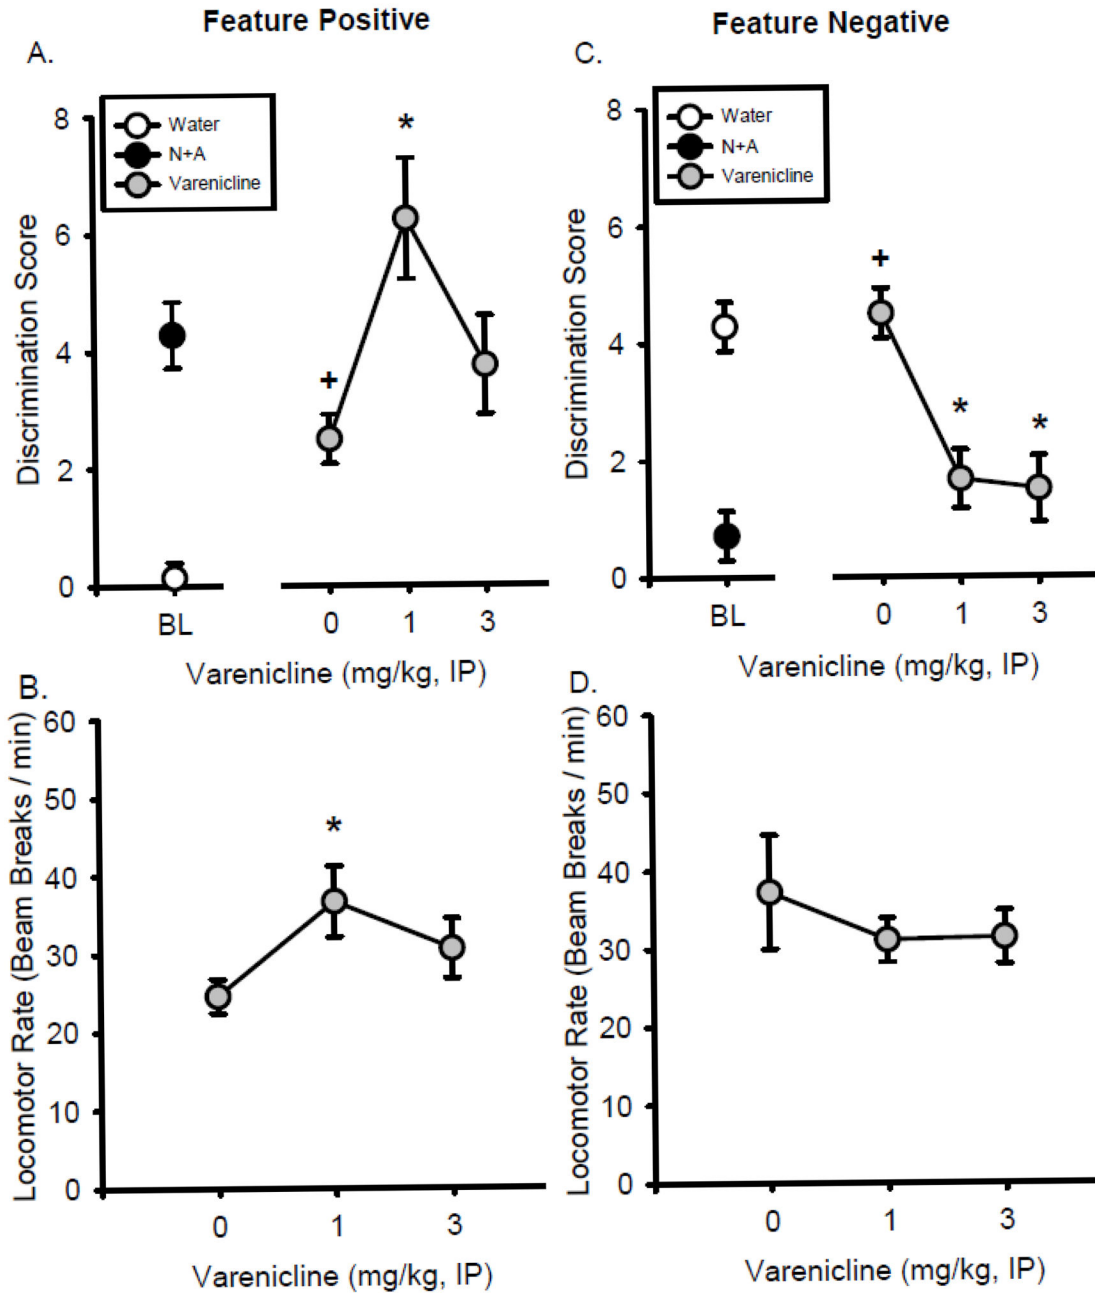 Feature Positive
A.
Water
N+A
Varenicline
Discrimination Score
8
6
4
2
0
*
+
BL
0
1
3
Varenicline (mg/kg, IP)
Feature Negative
C.
Water
N+A
Varenicline
Discrimination Score
8
6
4
2
0
+
*
*
BL
0
1
3
Varenicline (mg/kg, IP)
B.
Locomotor Rate (Beam Breaks / min)
60
50
40
30
20
10
0
*
0
1
3
Varenicline (mg/kg, IP)
D.
Locomotor Rate (Beam Breaks / min)
60
50
40
30
20
10
0
0
1
3
Varenicline (mg/kg, IP)